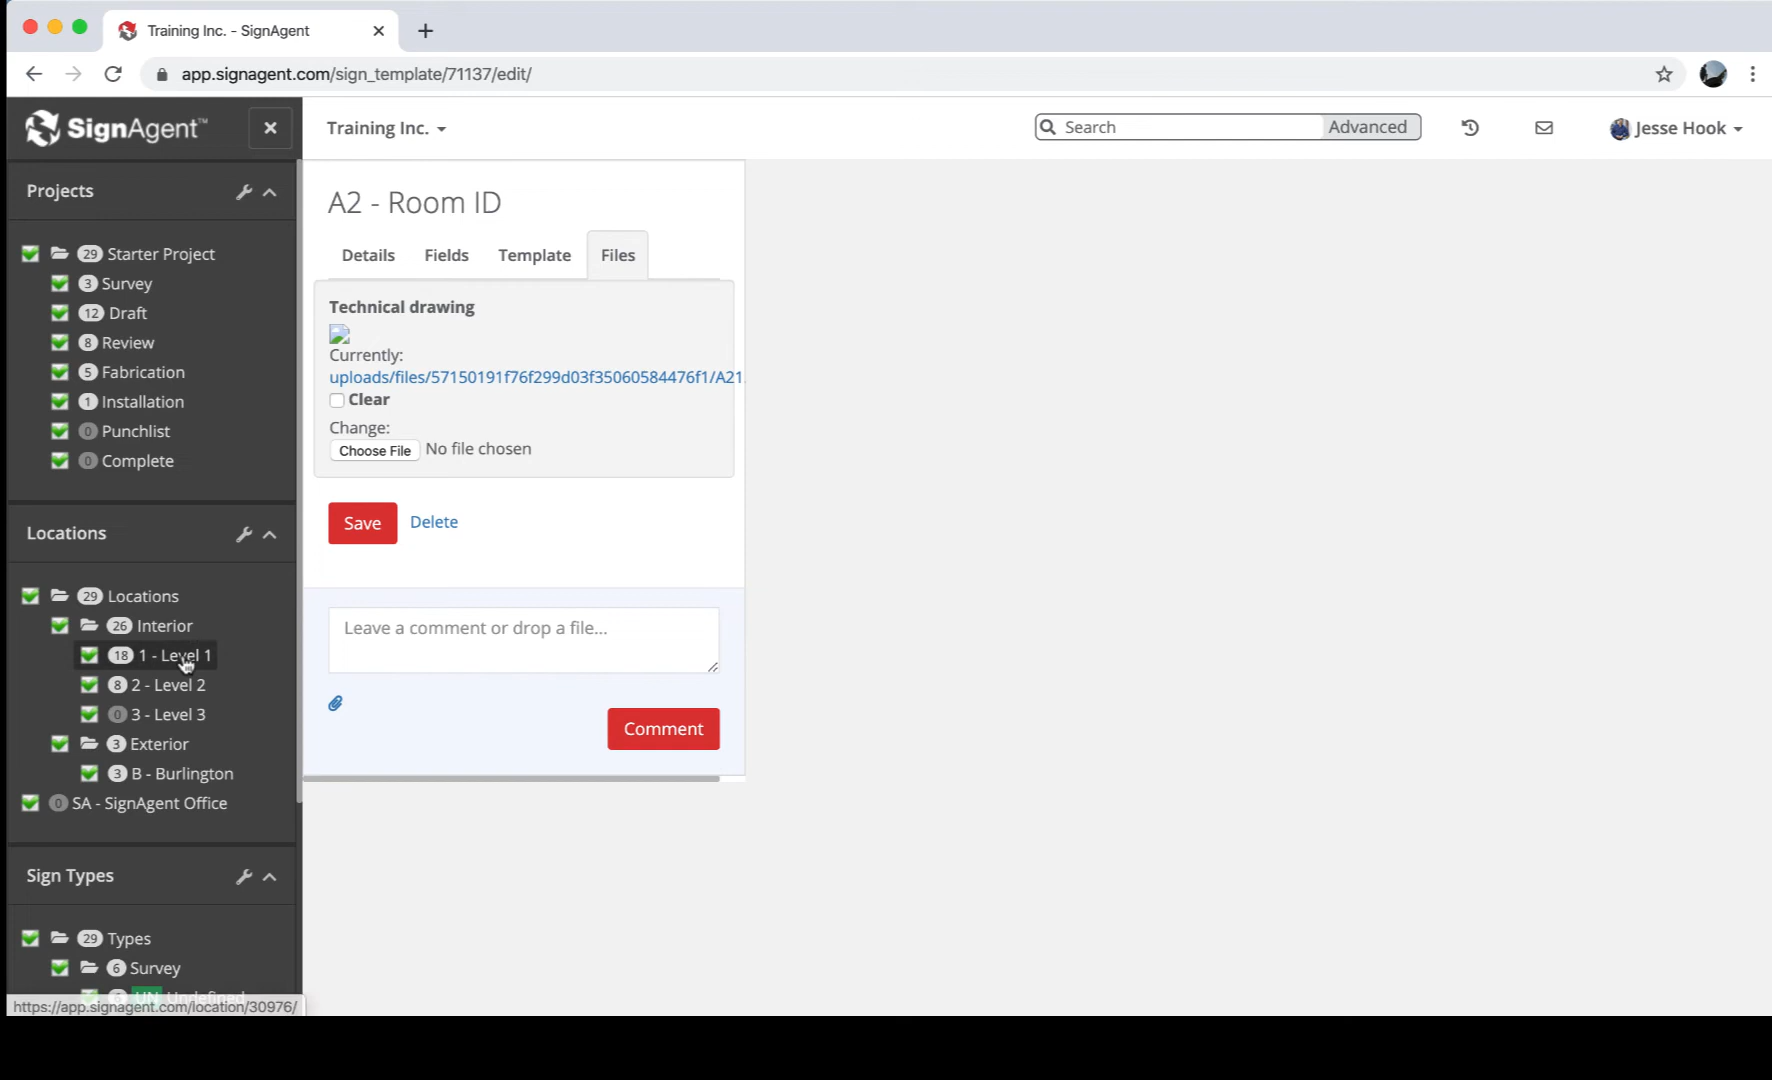 Training Inc. - SignAgent
app.signagent.com/sign_template/71137/edit/
SignAgent™
Training Inc.
Search
Advanced
Jesse Hook
Projects
29 Starter Project
3 Survey
12 Draft
8 Review
5 Fabrication
1 Installation
0 Punchlist
0 Complete
Locations
29 Locations
26 Interior
18 1 - Level 1
8 2 - Level 2
0 3 - Level 3
3 Exterior
3 B - Burlington
0 SA - SignAgent Office
Sign Types
29 Types
6 Survey
6 UN Undefined
https://app.signagent.com/location/30976/
A2 - Room ID
Details Fields Template Files
Technical drawing
Currently:
uploads/files/57150191f76f299d03f35060584476f1/A21.
Clear
Change:
Choose File No file chosen
Save Delete
Leave a comment or drop a file...
Comment